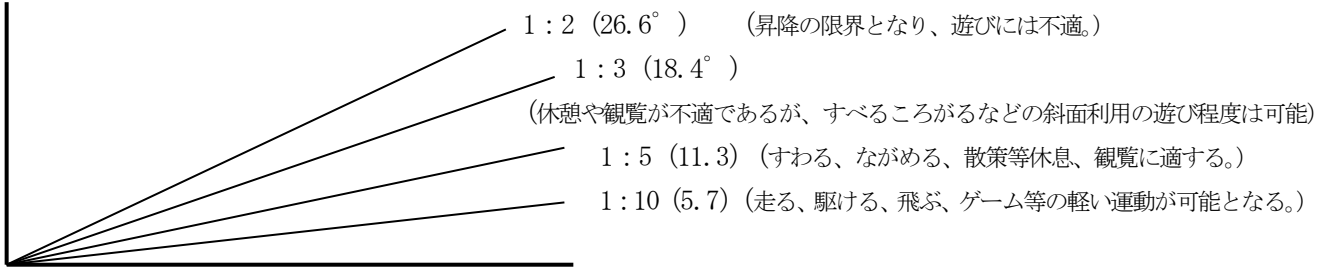 1：2（26.6°） （昇降の限界となり、遊びには不適。）
1：3（18.4°）
（休憩や観覧が不適であるが、すべるころがるなどの斜面利用の遊び程度は可能）
1：5（11.3）（すわる、ながめる、散策等休息、観覧に適する。）
1：10（5.7）（走る、駆ける、飛ぶ、ゲーム等の軽い運動が可能となる。）